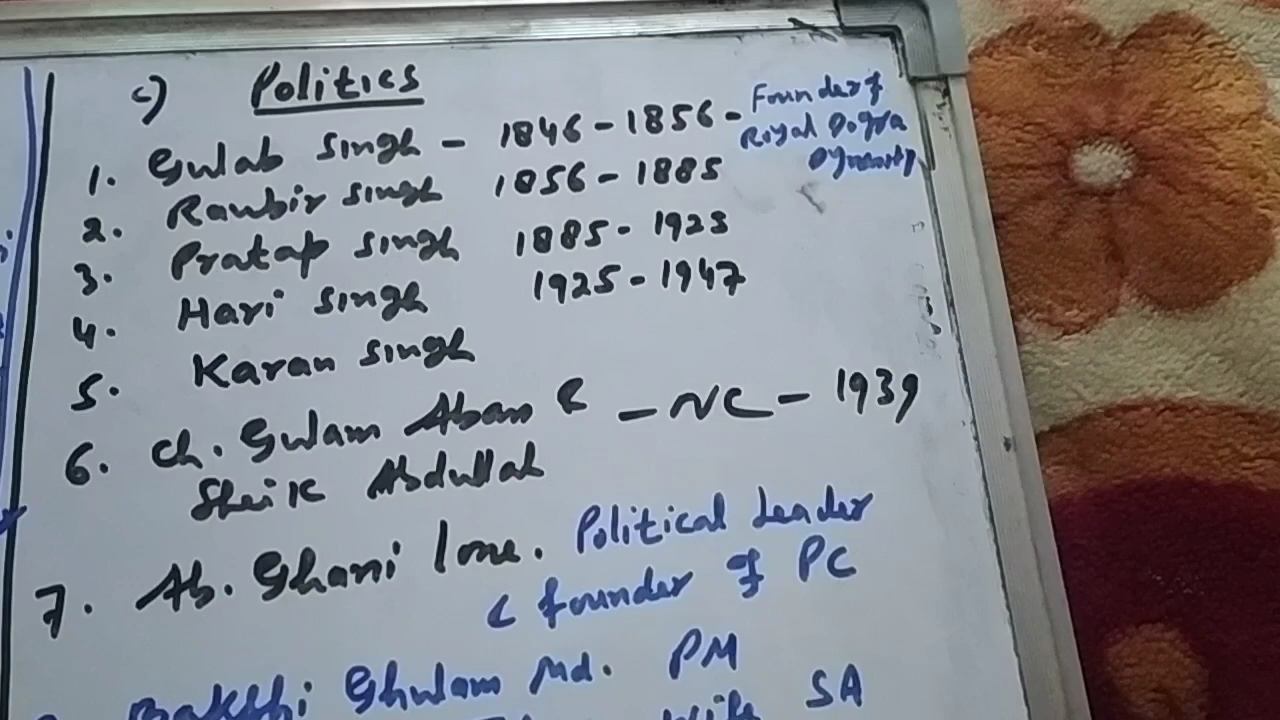 c) Politics
1. Gulab Singh - 1846 - 1856 - Founder of
Royal Dogra
Dynasty
2. Ranbir Singh 1856 - 1885
3. Pratap Singh 1885 - 1925
4. Hari Singh 1925 - 1947
5. Karan Singh
6. Ch. Gulam Abas & - NC - 1939
Sheik Abdullah
7. Ab. Ghani lone. Political Leader
& founder of PC
Bakshi Ghulam Md. PM
SA